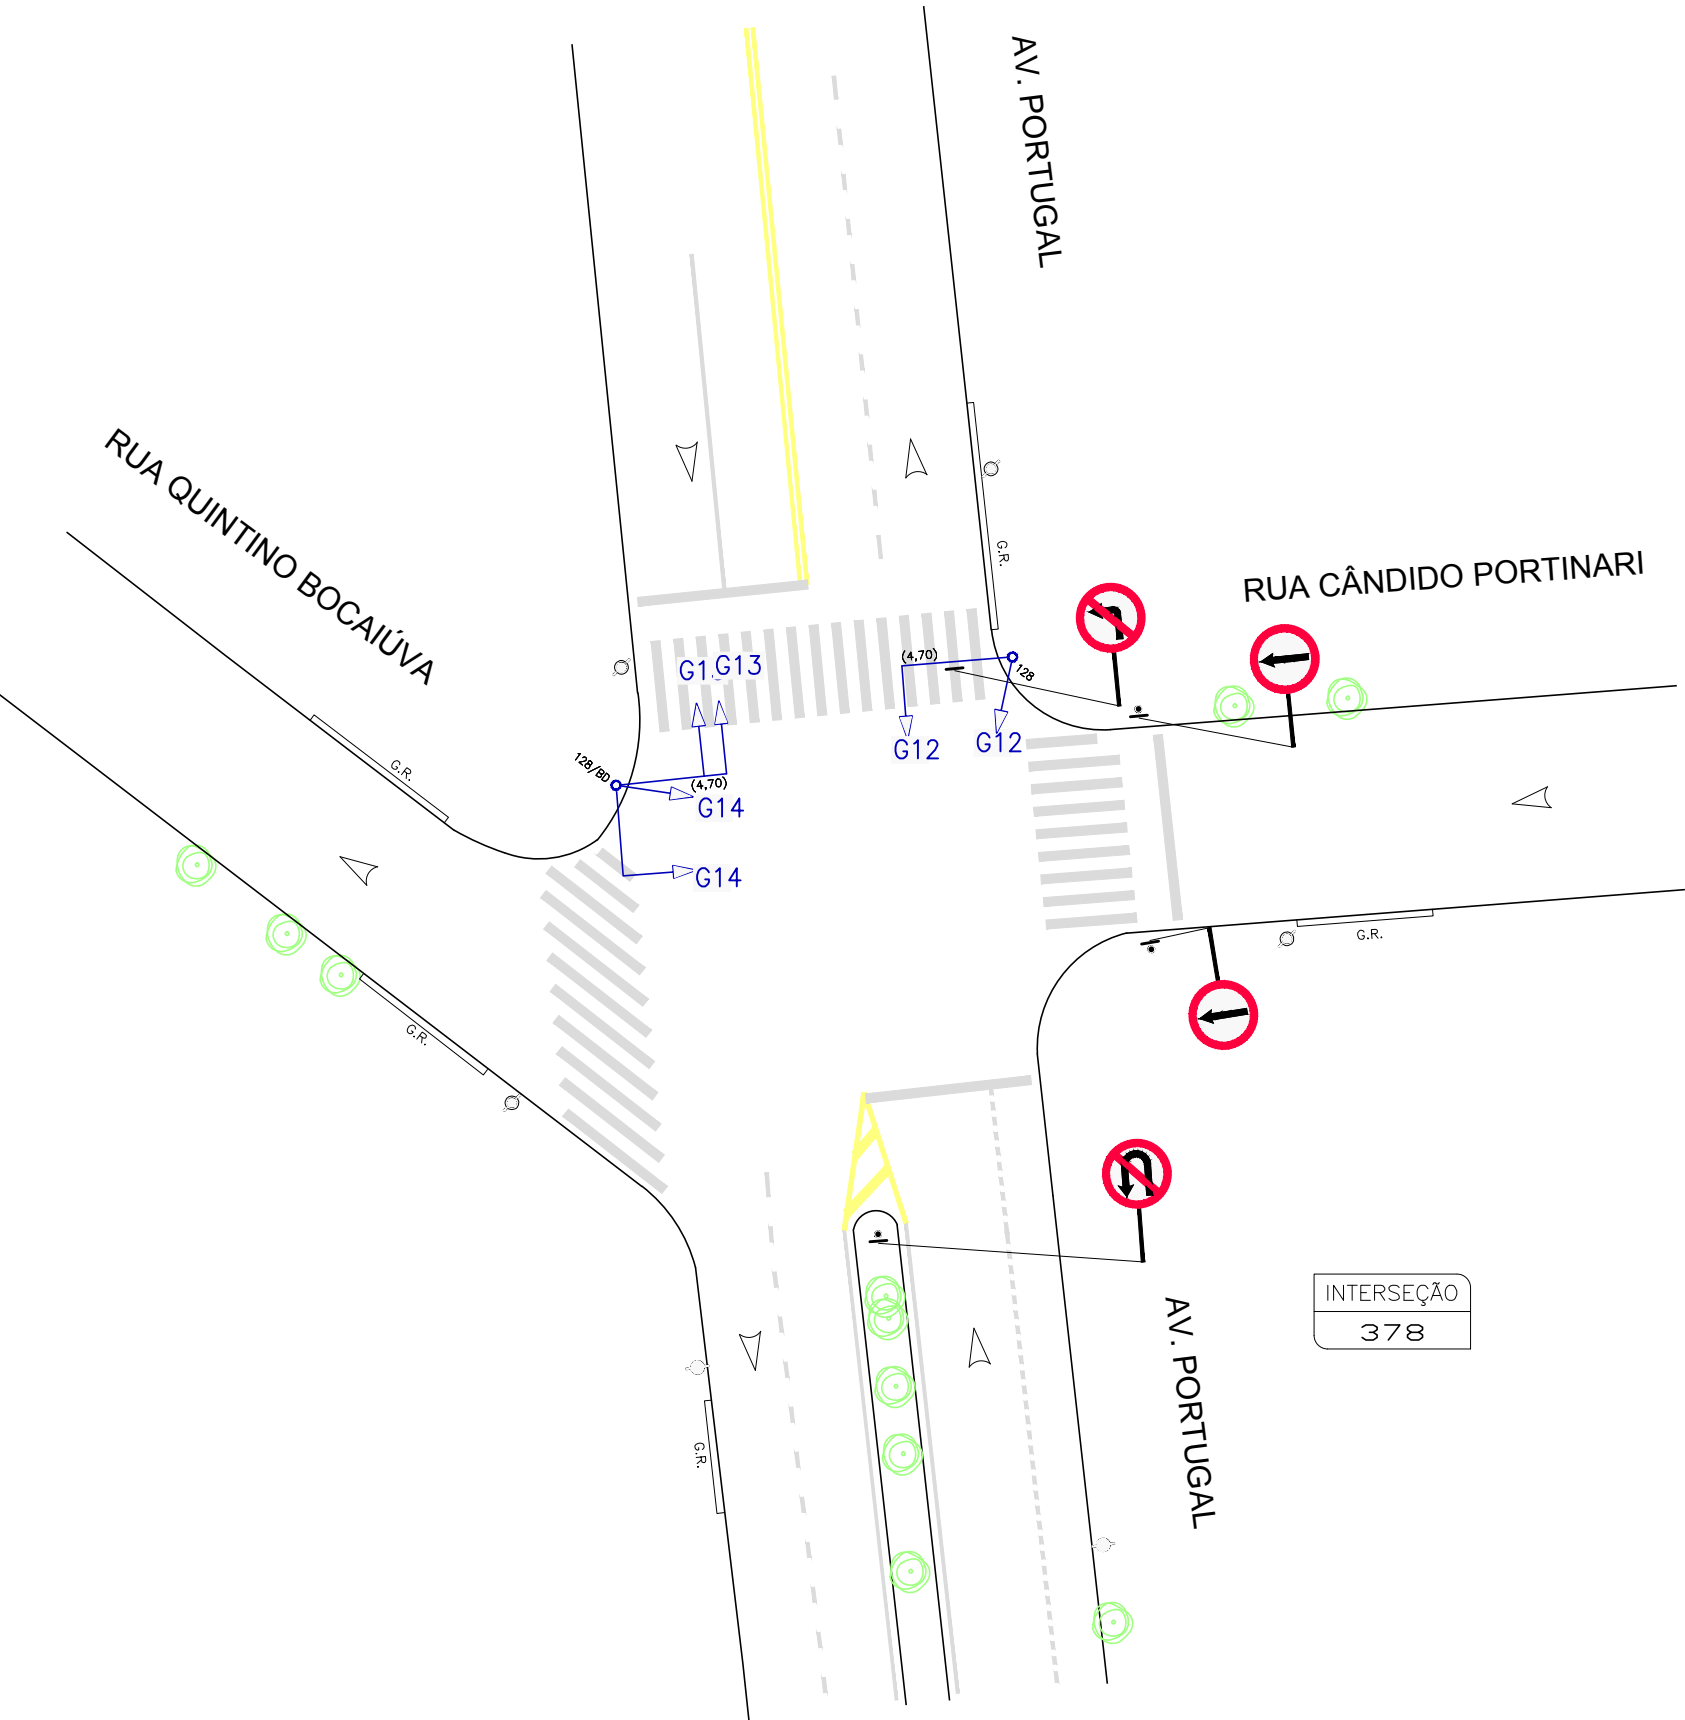 AV. PORTUGAL
RUA QUINTINO BOCAIÚVA
RUA CÂNDIDO PORTINARI
G.R.
(4,70)
128
G13
G12
G12
128/BD
(4,70)
G14
G14
G.R.
G.R.
G.R.
G.R.
AV. PORTUGAL
INTERSEÇÃO
378